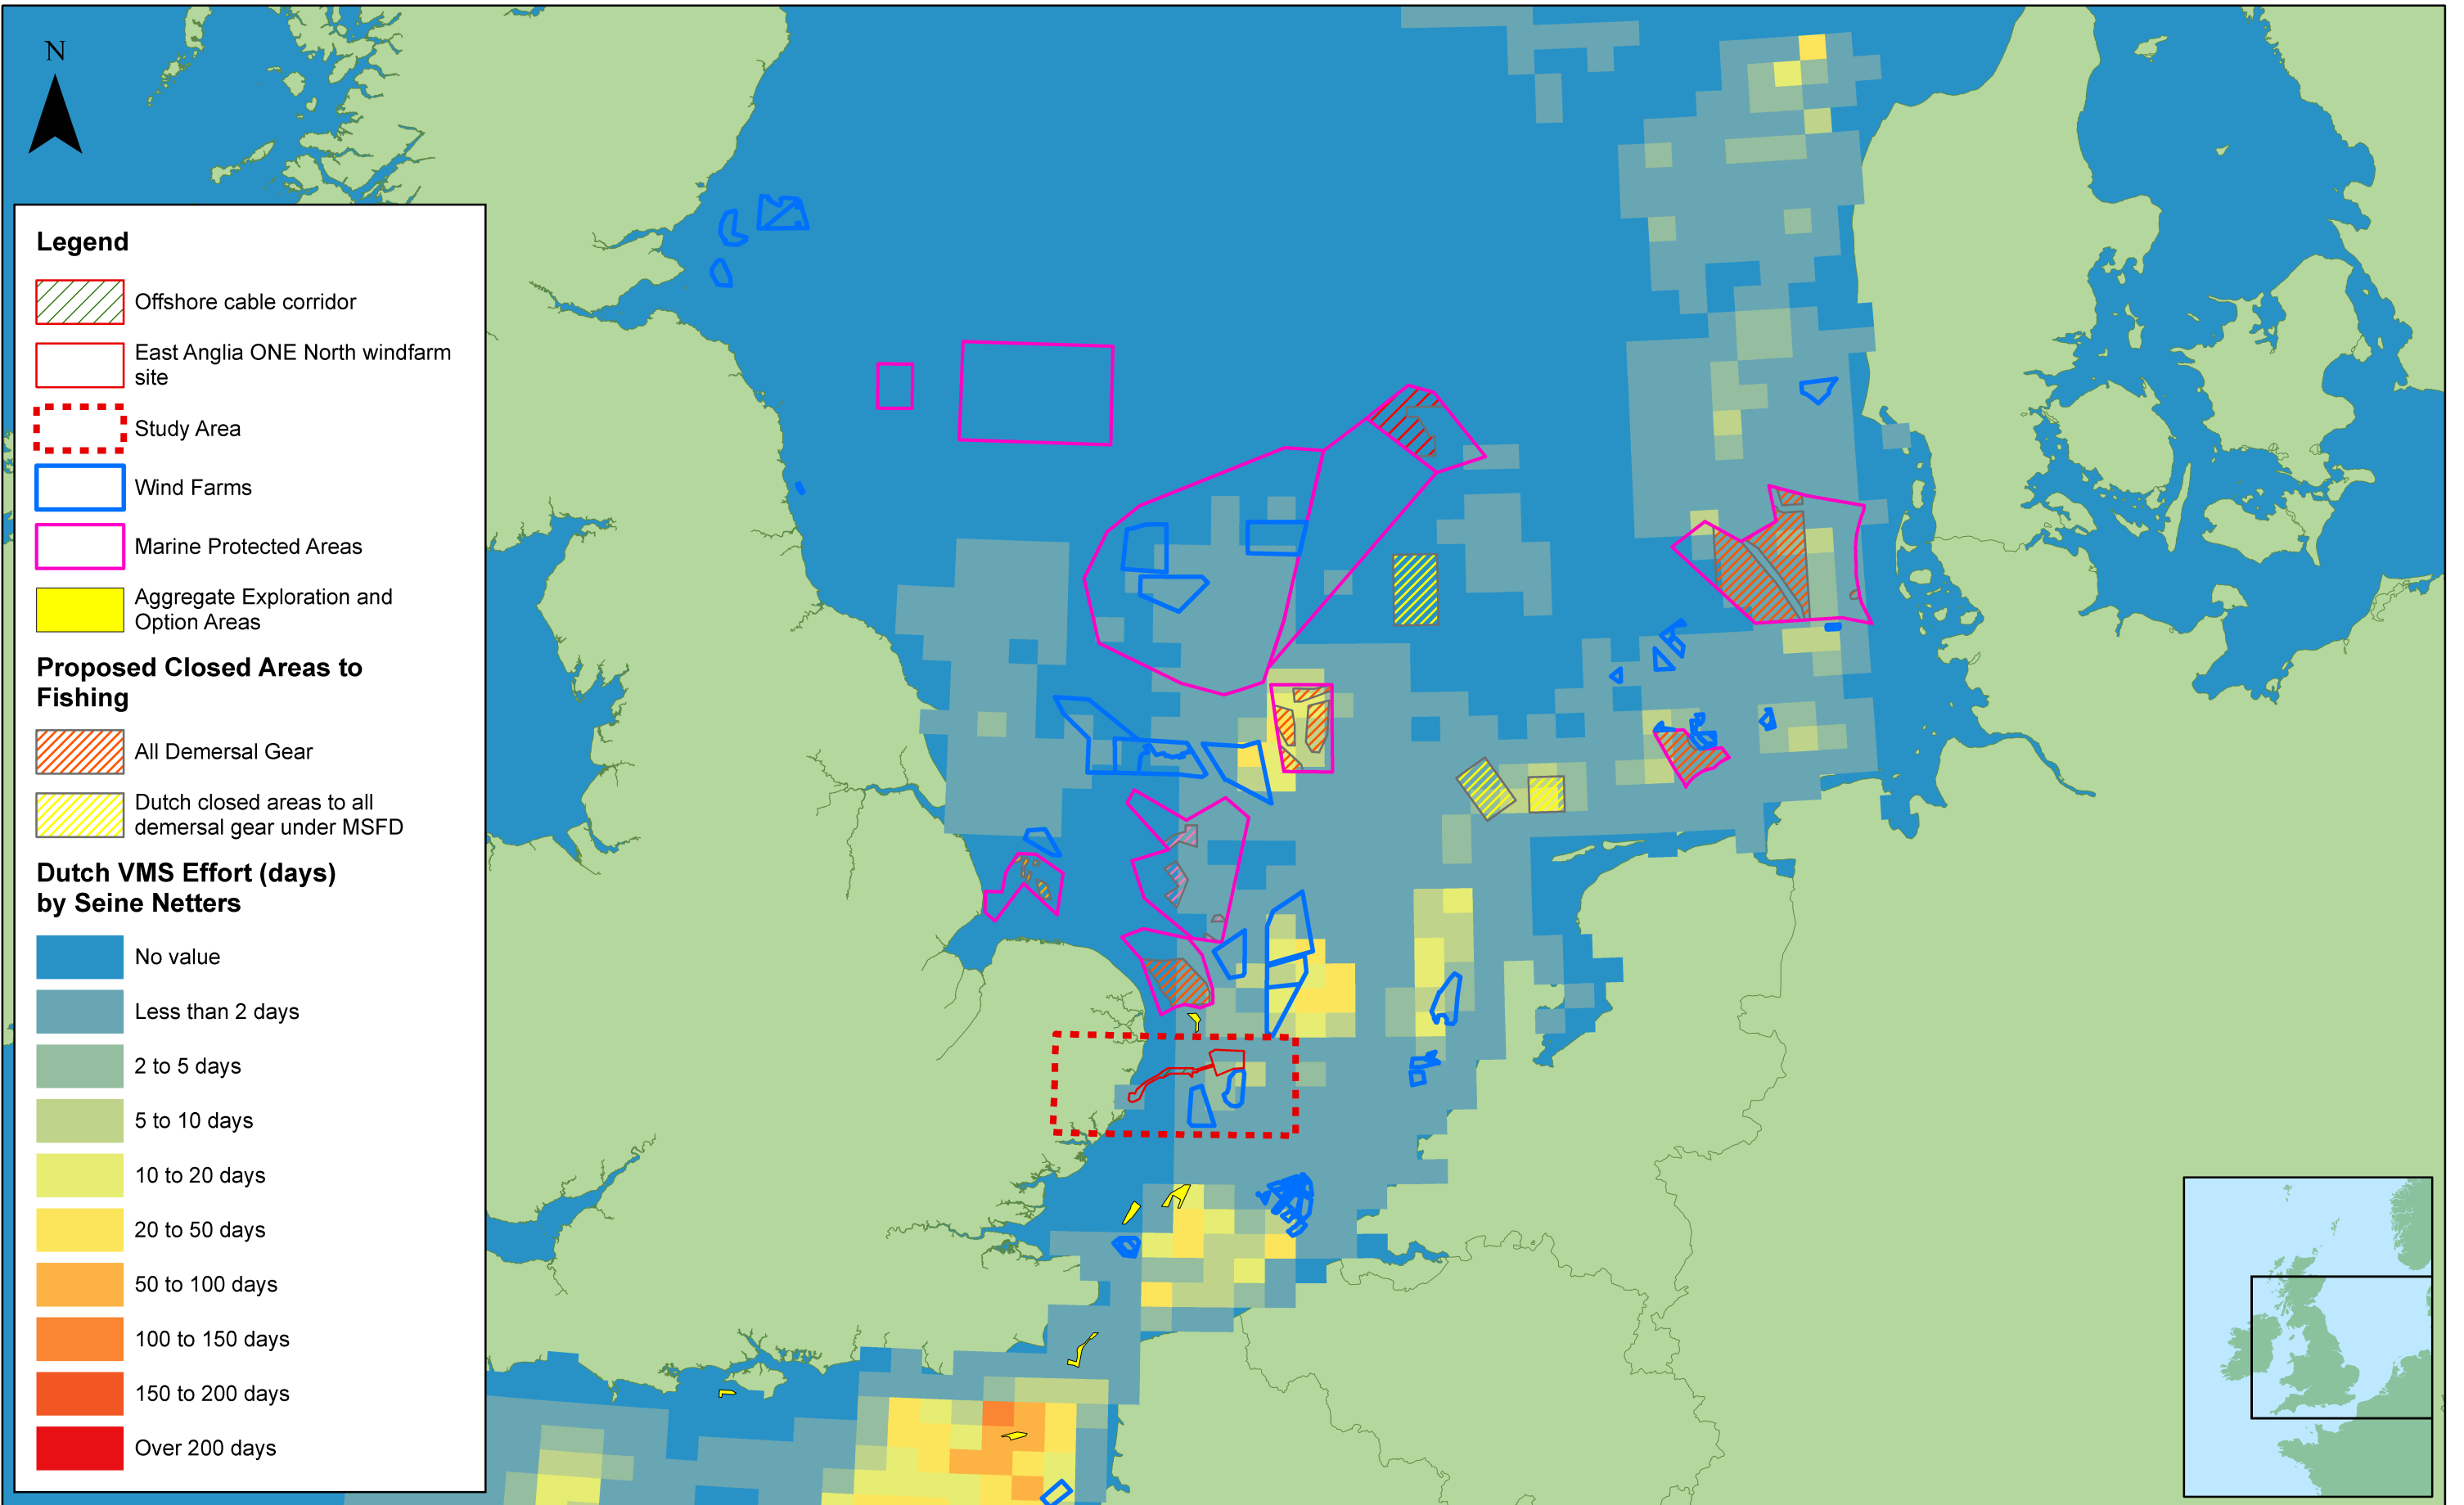 N
Legend
Offshore cable corridor
East Anglia ONE North windfarm
site
Study Area
Wind Farms
Marine Protected Areas
Aggregate Exploration and
Option Areas
Proposed Closed Areas to
Fishing
All Demersal Gear
Dutch closed areas to all
demersal gear under MSFD
Dutch VMS Effort (days)
by Seine Netters
No value
Less than 2 days
2 to 5 days
5 to 10 days
10 to 20 days
20 to 50 days
50 to 100 days
100 to 150 days
150 to 200 days
Over 200 days